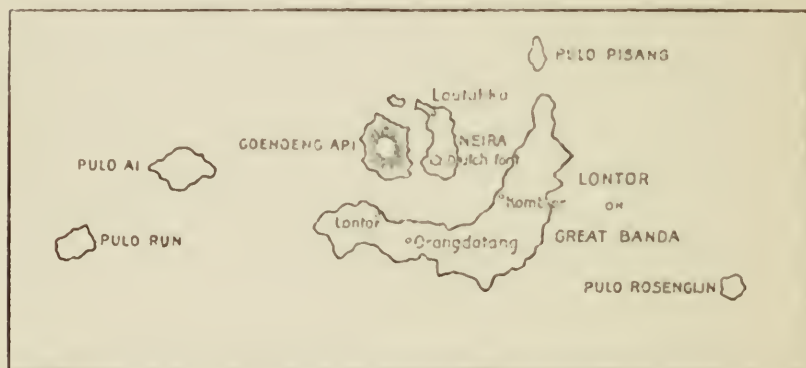 PULO PISANG
GOENOENG API
NEIRA
Dutch fort
PULO AI
LONTOR
OR
GREAT BANDA
Lontor
Orangdatang
PULO RUN
PULO ROSENGIJN